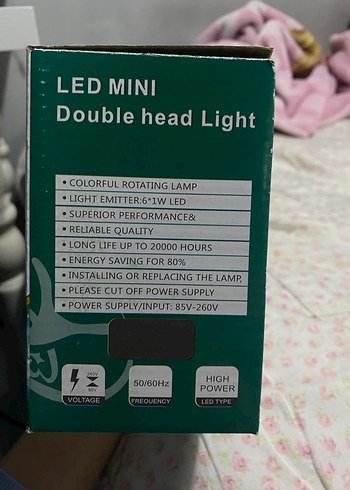 LED MINI
Double head Light
• COLORFUL ROTATING LAMP
• LIGHT EMITTER:6*1W LED
• SUPERIOR PERFORMANCE&
• RELIABLE QUALITY
• LONG LIFE UP TO 20000 HOURS
• ENERGY SAVING FOR 80%
• INSTALLING OR REPLACING THE LAMP,
• PLEASE CUT OFF POWER SUPPLY
• POWER SUPPLY/INPUT: 85V-260V
240V
90V
VOLTAGE
50/60Hz
FREQUENCY
HIGH
POWER
LED TYPE